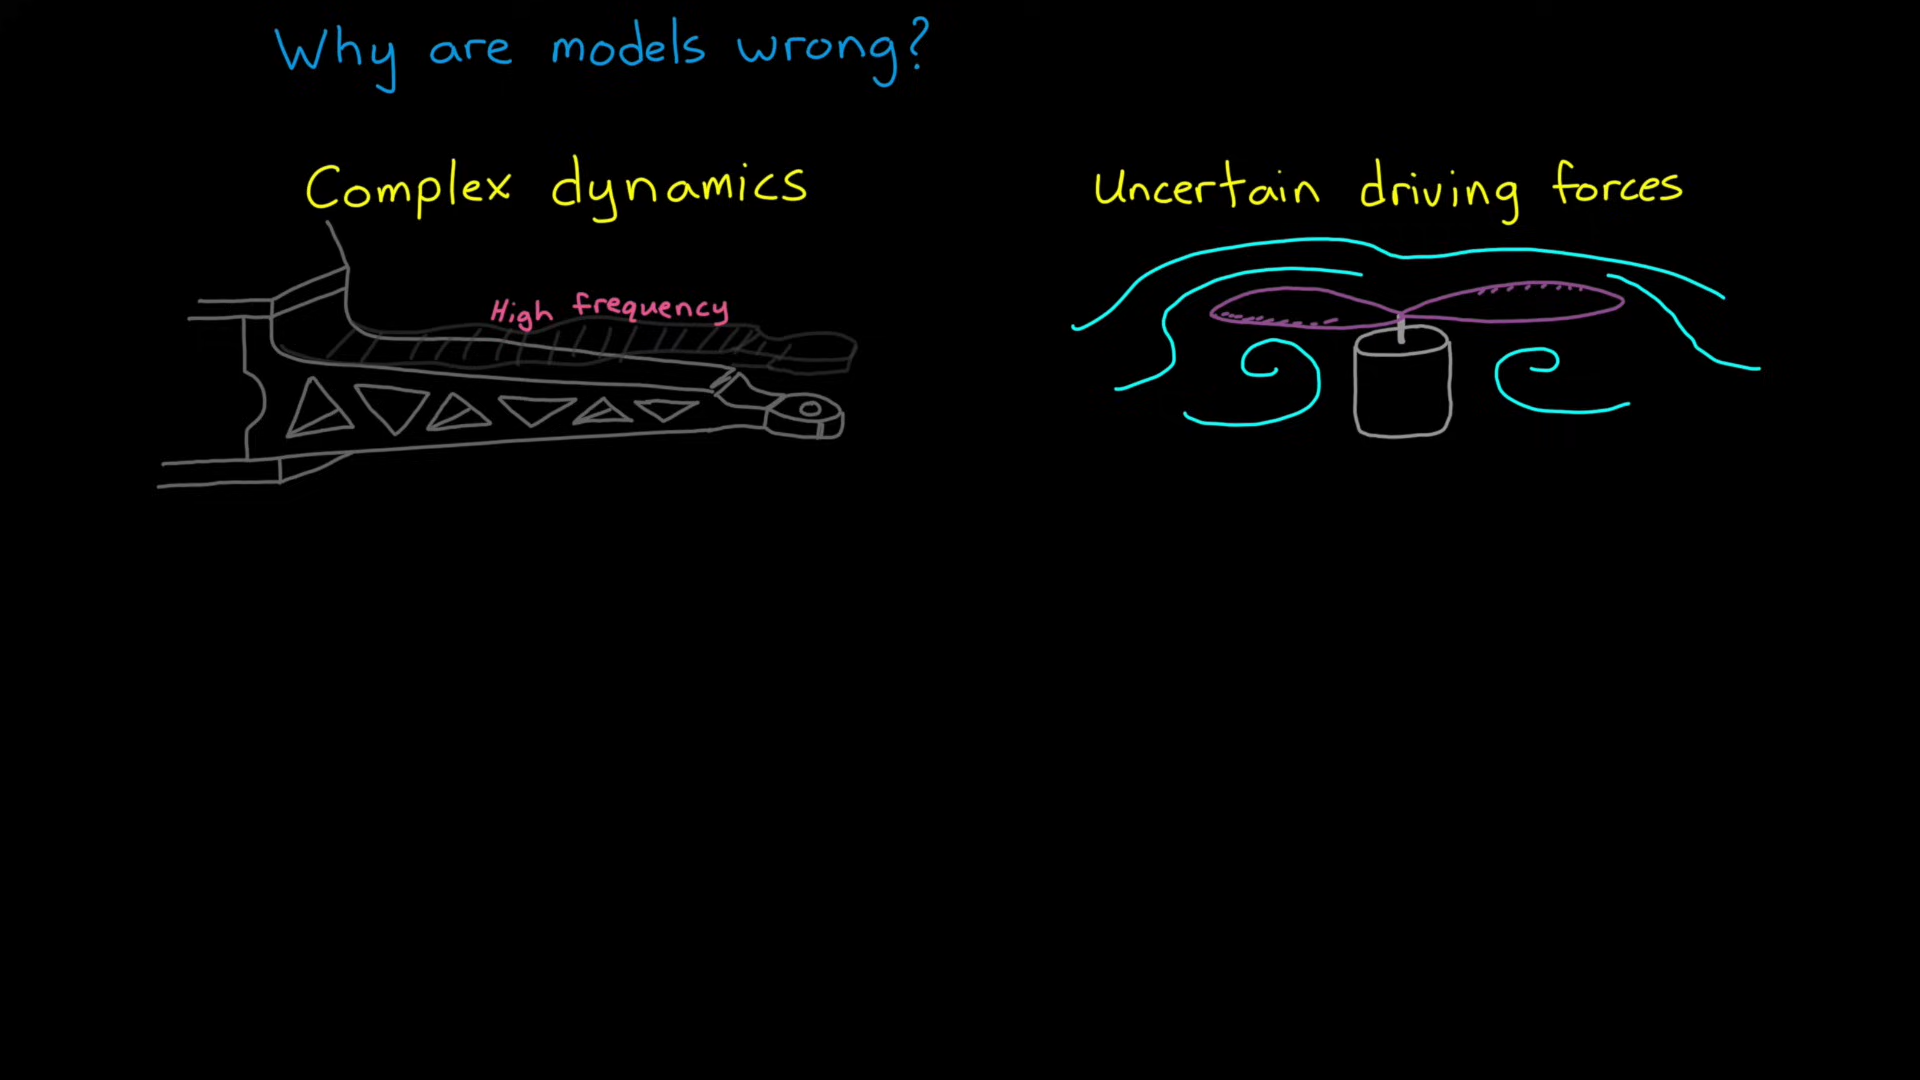 Why are models wrong?
Complex dynamics
Uncertain driving forces
High frequency